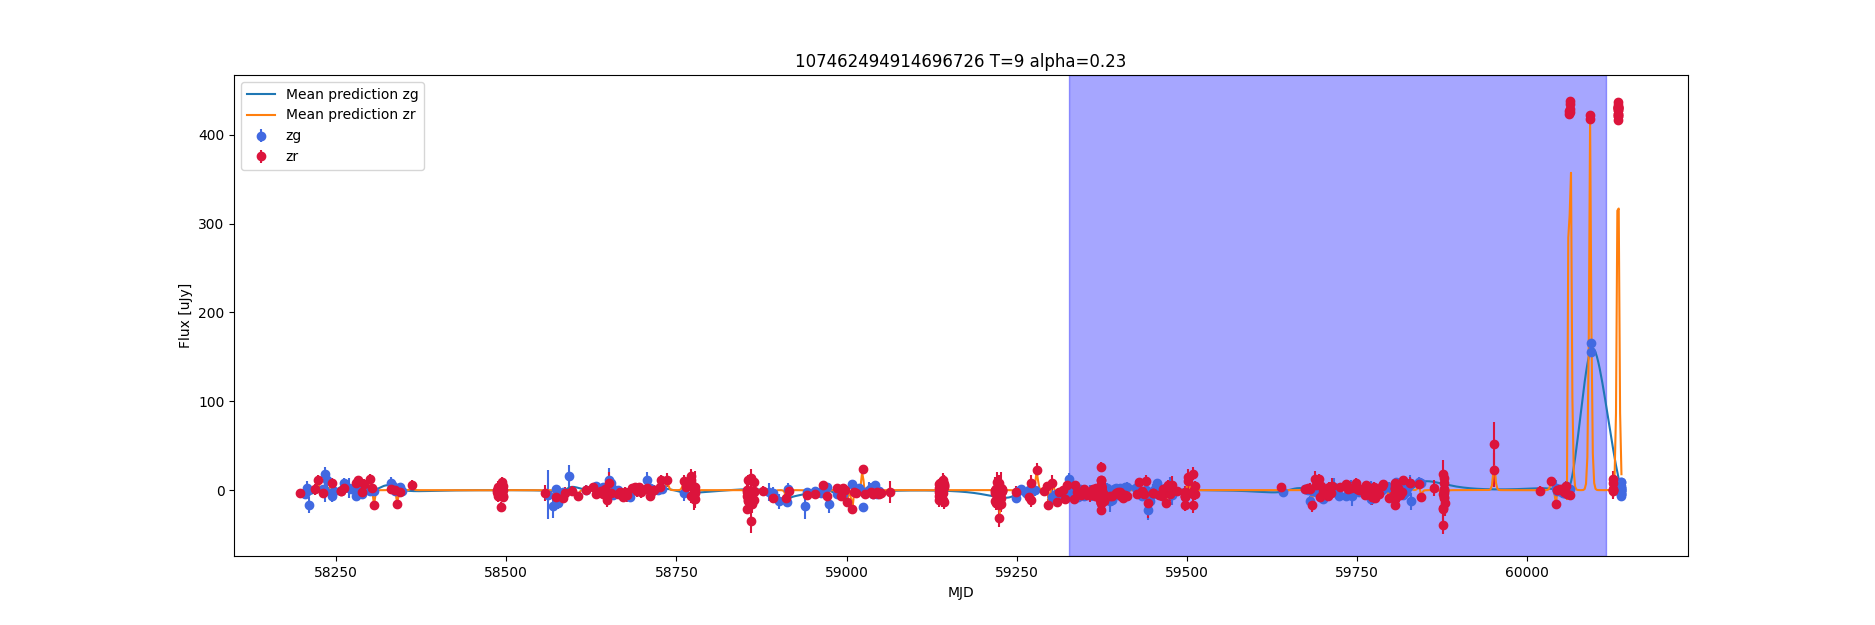 107462494914696726 T=9 alpha=0.23
Mean prediction zg
Mean prediction zr
zg
zr
Flux [uJy]
400
300
200
100
0
58250 58500 58750 59000 59250 59500 59750 60000
MJD